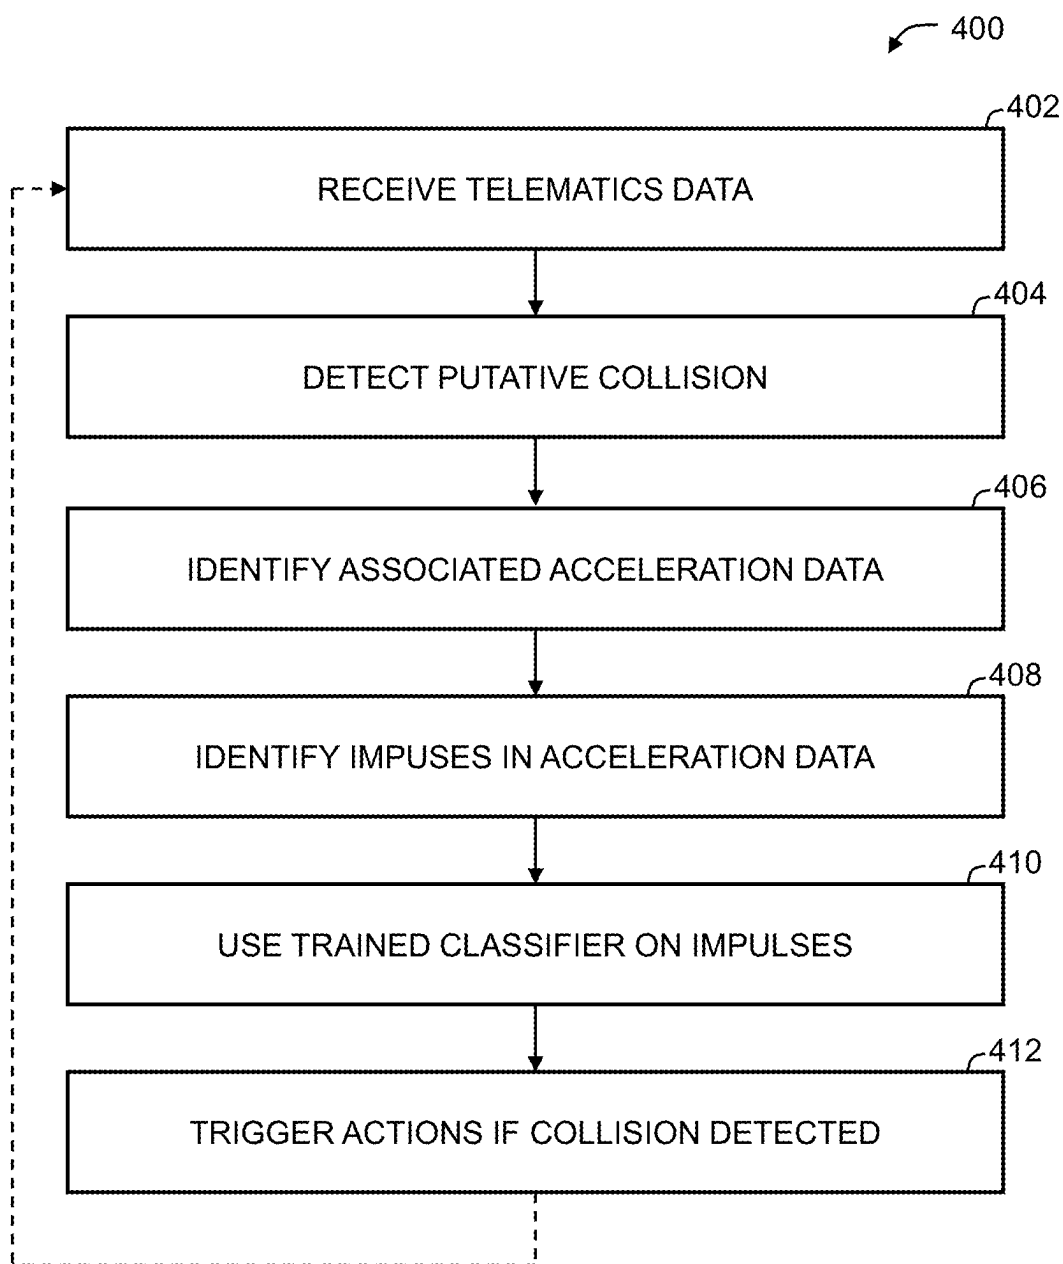 400
402
RECEIVE TELEMATICS DATA
404
DETECT PUTATIVE COLLISION
406
IDENTIFY ASSOCIATED ACCELERATION DATA
408
IDENTIFY IMPUSES IN ACCELERATION DATA
410
USE TRAINED CLASSIFIER ON IMPULSES
412
TRIGGER ACTIONS IF COLLISION DETECTED